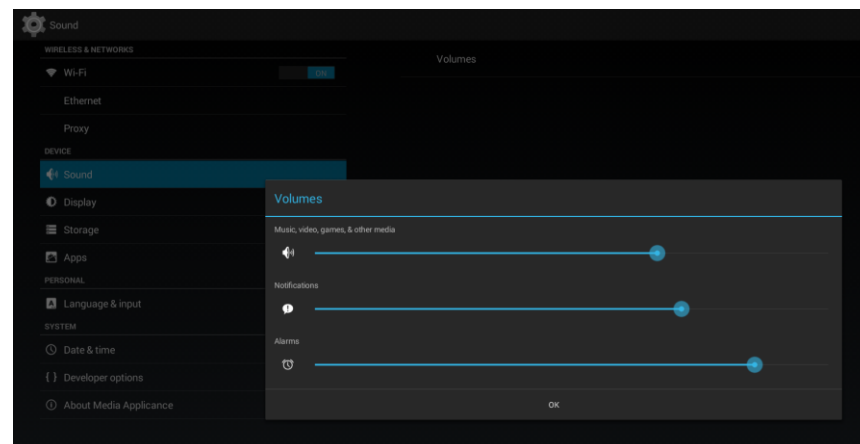 Sound
WIRELESS & NETWORKS
Wi-Fi
ON
Ethernet
Proxy
DEVICE
Sound
Display
Storage
Apps
PERSONAL
Language & input
SYSTEM
Date & time
Developer options
About Media Applicance
Volumes
Volumes
Music, video, games, & other media
Notifications
Alarms
OK